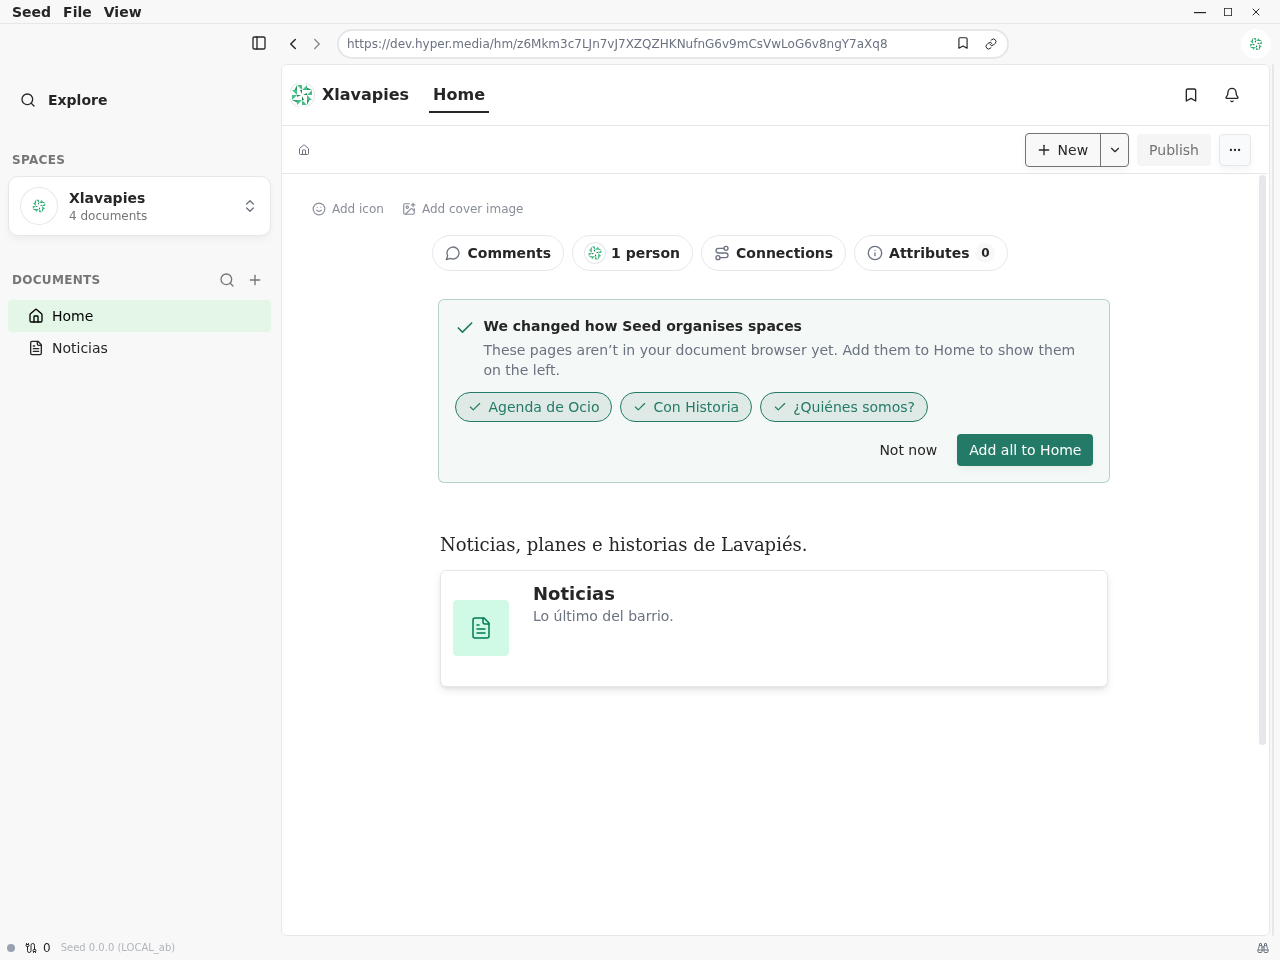 Seed File View
https://dev.hyper.media/hm/z6Mkm3c7LJn7vJ7XZQZHKNufnG6v9mCsVwLoG6v8ngY7aXq8
Explore
Xlavapies
Home
SPACES
Xlavapies
4 documents
New
Publish
DOCUMENTS
Home
Noticias
Add icon
Add cover image
Comments
1 person
Connections
Attributes 0
We changed how Seed organises spaces
These pages aren’t in your document browser yet. Add them to Home to show them
on the left.
Agenda de Ocio
Con Historia
¿Quiénes somos?
Not now
Add all to Home
Noticias, planes e historias de Lavapiés.
Noticias
Lo último del barrio.
0
Seed 0.0.0 (LOCAL_ab)